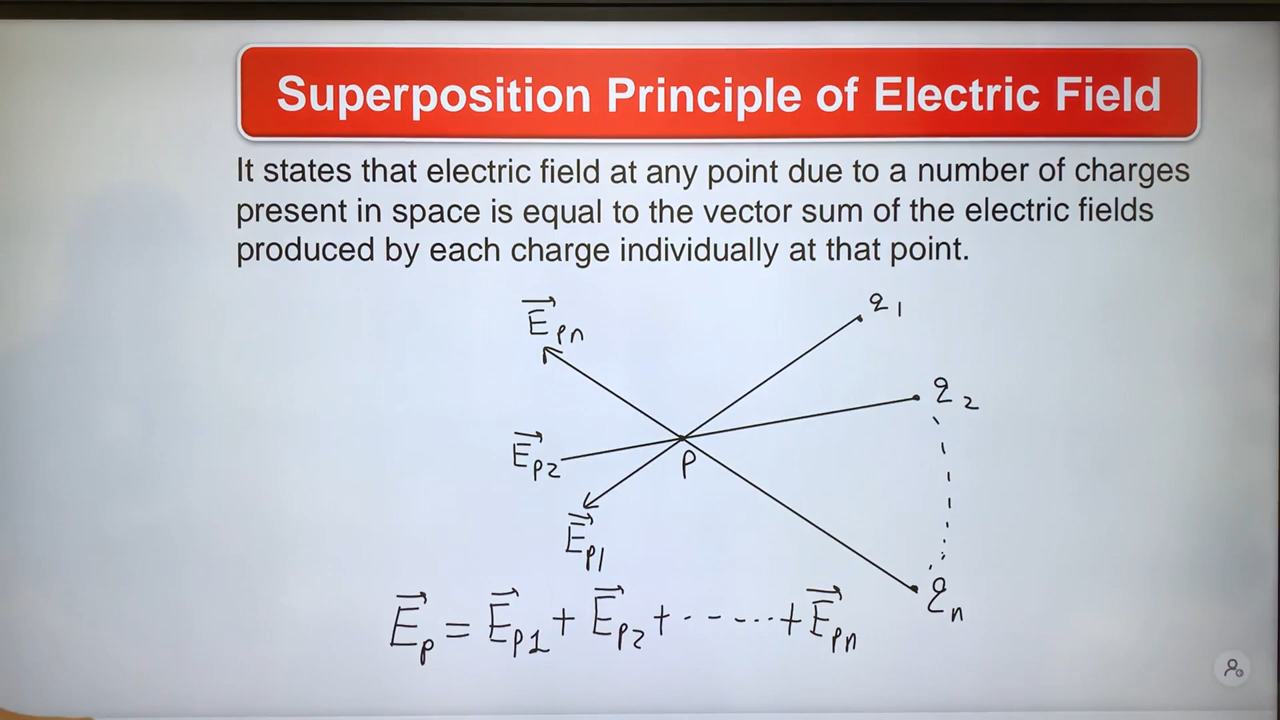 Superposition Principle of Electric Field
It states that electric field at any point due to a number of charges
present in space is equal to the vector sum of the electric fields
produced by each charge individually at that point.
q₁
E⃗ₚₙ
q₂
E⃗ₚ₂
P
E⃗ₚ₁
qₙ
E⃗ₚ = E⃗ₚ₁ + E⃗ₚ₂ + ------- + E⃗ₚₙ